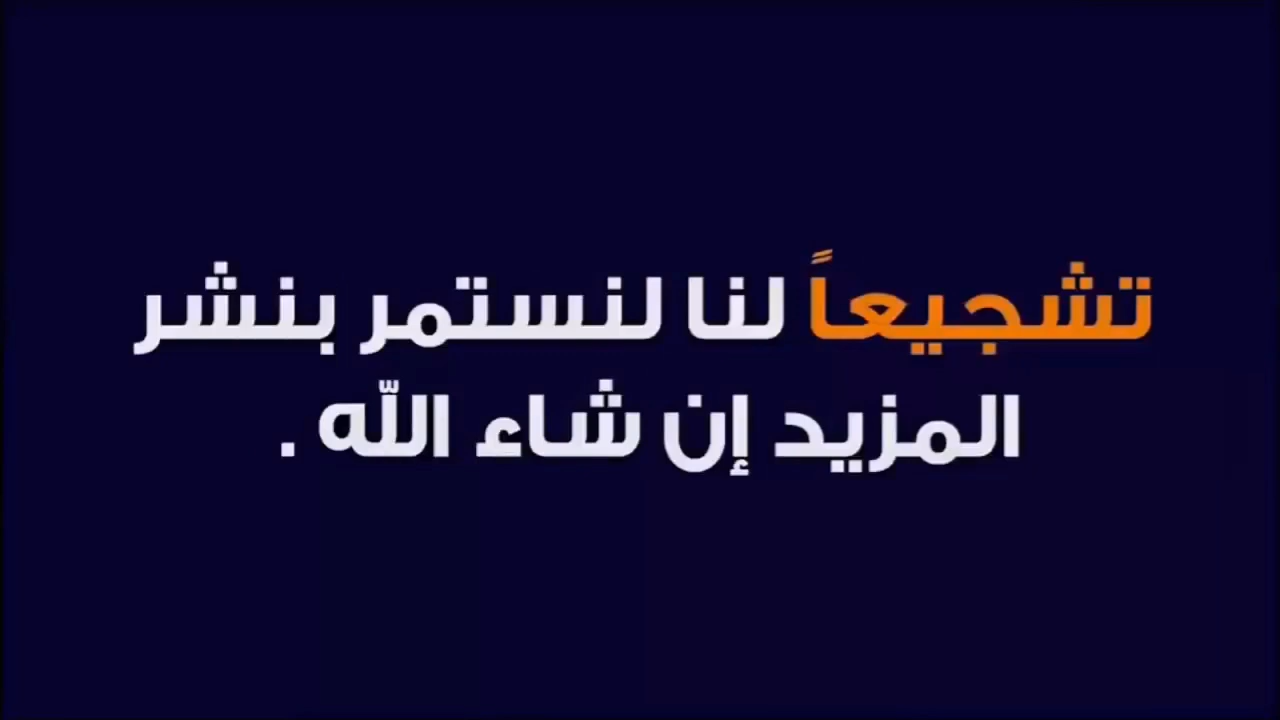 تشجيعاً لنا لنستمر بنشر
المزيد إن شاء اللّٰه .